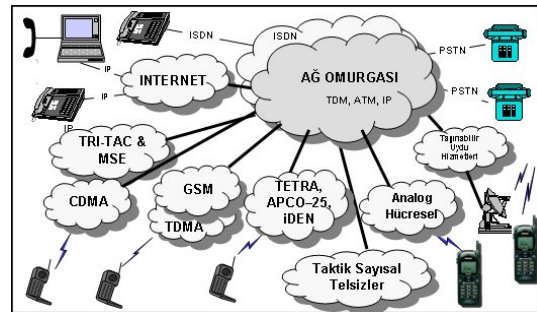 ISDN
ISDN
PSTN
IP
IP
INTERNET
AĞ OMURGASI
TDM, ATM, IP
PSTN
IP
TRI-TAC &
MSE
Taşınabilir
Uydu
Hizmetleri
CDMA
GSM
TDMA
TETRA,
APCO–25,
iDEN
Analog
Hücresel
Taktik Sayısal
Telsizler